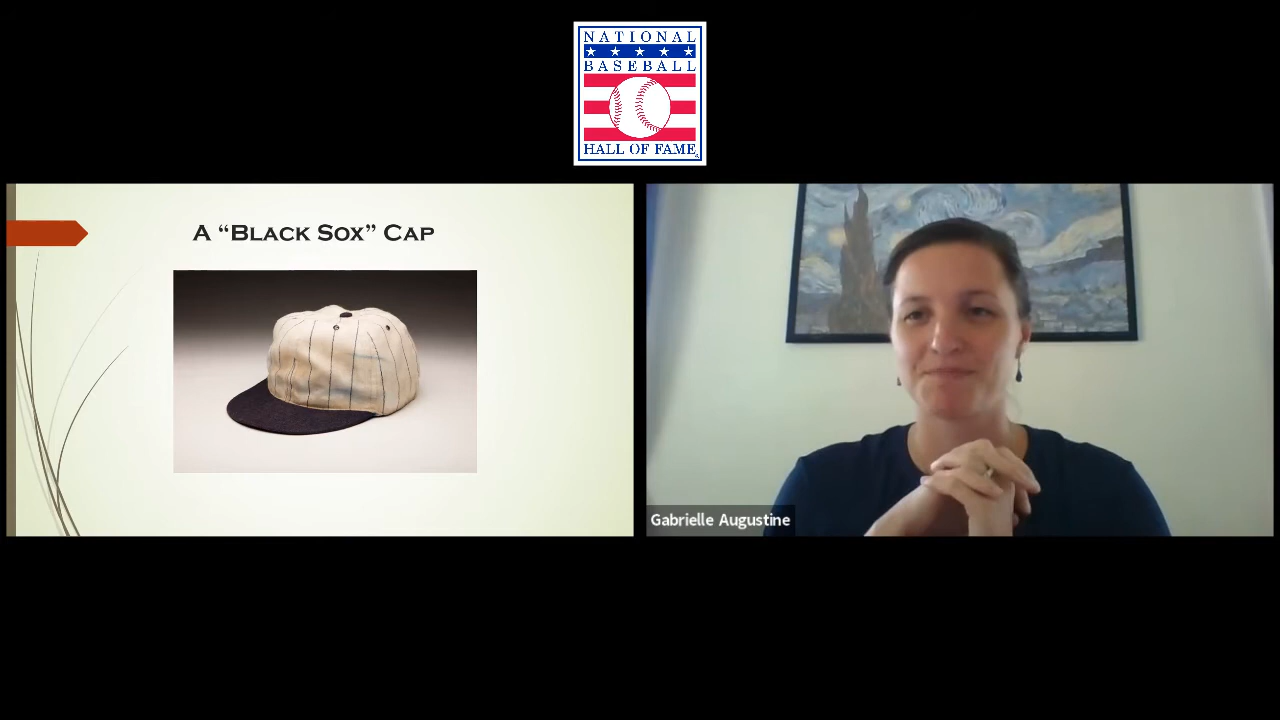 NATIONAL
BASEBALL
HALL OF FAME
A “BLACK SOX” CAP
Gabrielle Augustine